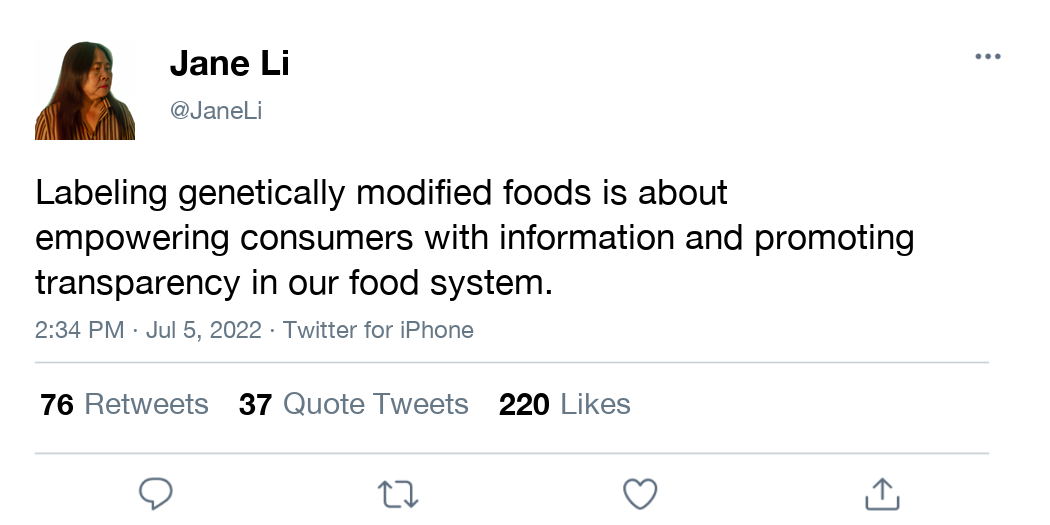 Jane Li
@JaneLi
Labeling genetically modified foods is about
empowering consumers with information and promoting
transparency in our food system.
2:34 PM · Jul 5, 2022 · Twitter for iPhone
76 Retweets 37 Quote Tweets 220 Likes